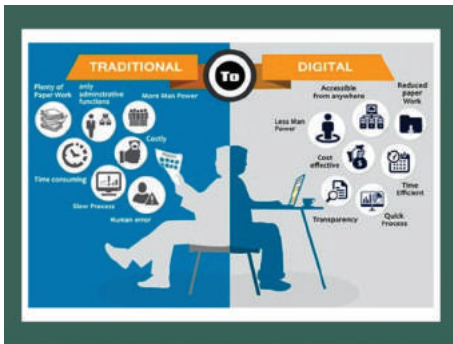 TRADITIONAL
To
DIGITAL
Plenty of
Paper Work
only
adminstrative
functions
More Man Power
Costly
Time consuming
Slow Process
Human error
Accessible
from anywhere
Reduced
paper
Work
Less Man
Power
Cost
effective
Time
Efficient
Transparency
Quick
Process